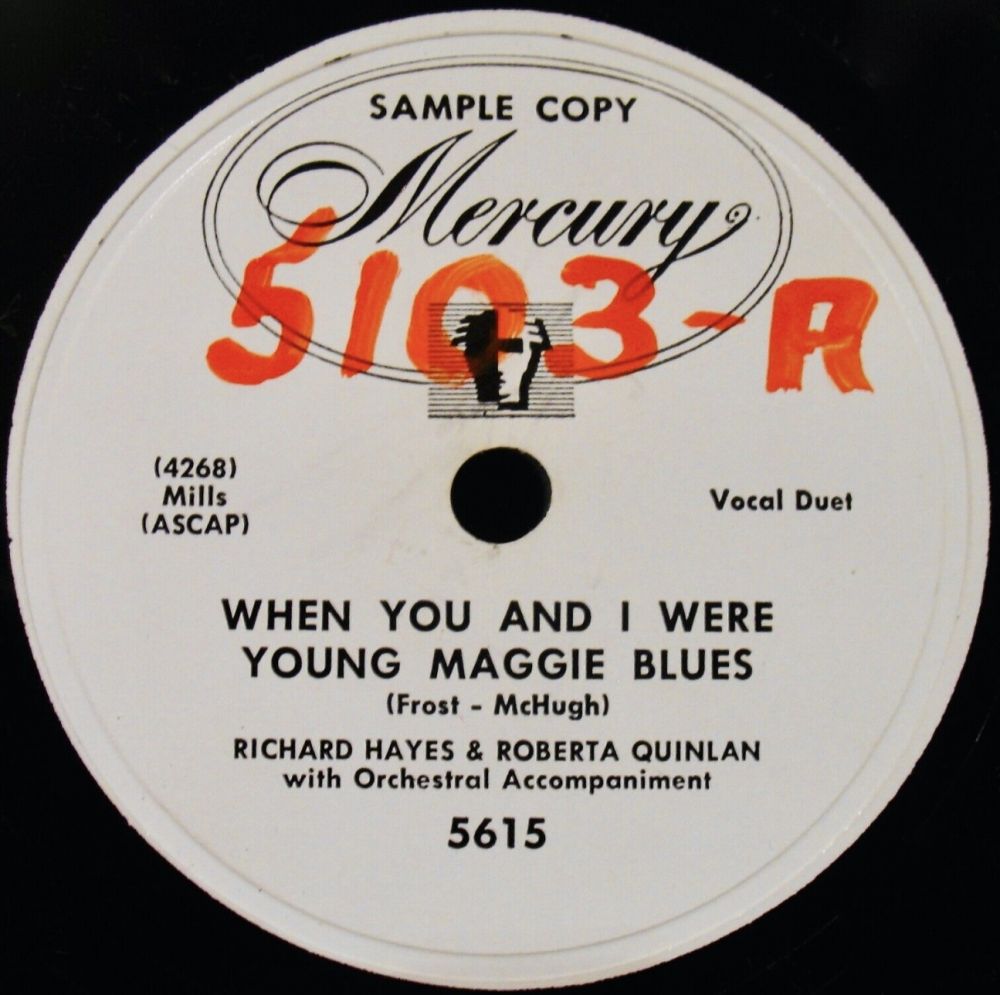 SAMPLE COPY
Mercury
5103-A
(4268)
Mills
(ASCAP)
Vocal Duet
WHEN YOU AND I WERE
YOUNG MAGGIE BLUES
(Frost - McHugh)
RICHARD HAYES & ROBERTA QUINLAN
with Orchestral Accompaniment
5615